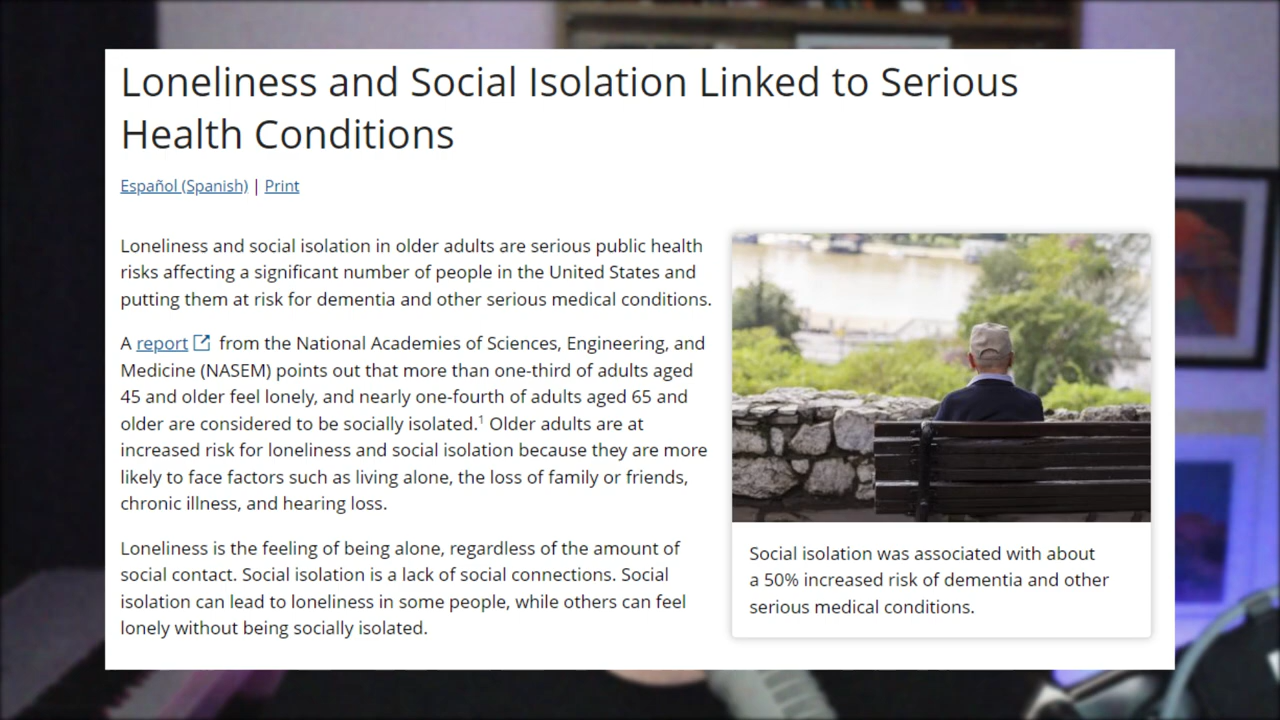 Loneliness and Social Isolation Linked to Serious
Health Conditions
Español (Spanish) | Print
Loneliness and social isolation in older adults are serious public health
risks affecting a significant number of people in the United States and
putting them at risk for dementia and other serious medical conditions.
A report from the National Academies of Sciences, Engineering, and
Medicine (NASEM) points out that more than one-third of adults aged
45 and older feel lonely, and nearly one-fourth of adults aged 65 and
older are considered to be socially isolated.¹ Older adults are at
increased risk for loneliness and social isolation because they are more
likely to face factors such as living alone, the loss of family or friends,
chronic illness, and hearing loss.
Loneliness is the feeling of being alone, regardless of the amount of
social contact. Social isolation is a lack of social connections. Social
isolation can lead to loneliness in some people, while others can feel
lonely without being socially isolated.
Social isolation was associated with about
a 50% increased risk of dementia and other
serious medical conditions.